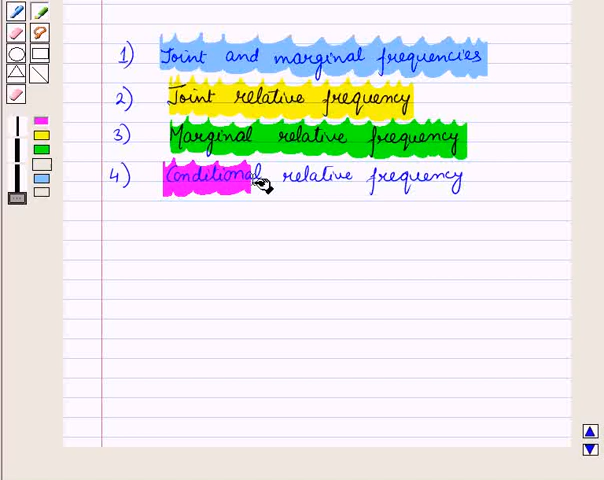 1) Joint and marginal frequencies
2) Joint relative frequency
3) Marginal relative frequency
4) Conditional relative frequency